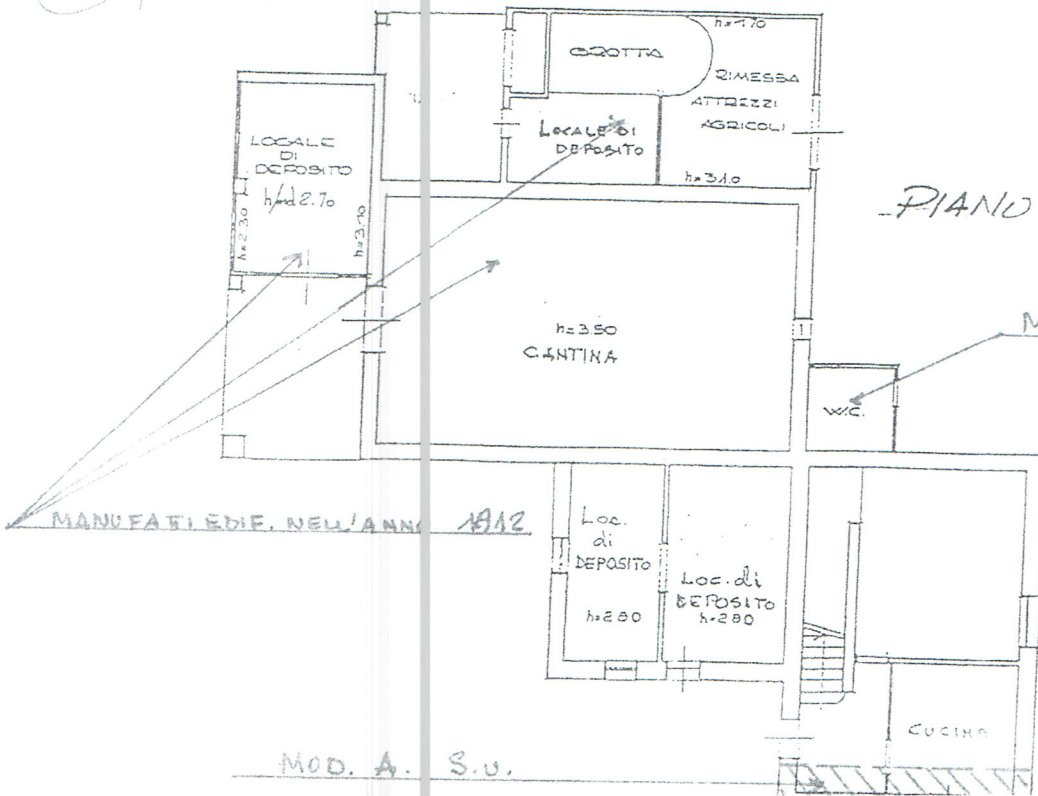 h=1.70
GROTTA
RIMESSA
ATTREZZI
AGRICOLI
LOCALE DI
DEPOSITO
h=3.10
LOCALE
DI
DEPOSITO
h/md 2.70
h=2.30
h=3.10
PIANO
h=3.50
CANTINA
M
W.C.
MANUFATTI EDIF. NELL'ANNO 1912
Loc.
di
DEPOSITO
h=2.80
Loc. di
DEPOSITO
h=2.80
CUCINA
MOD. A. S.U.